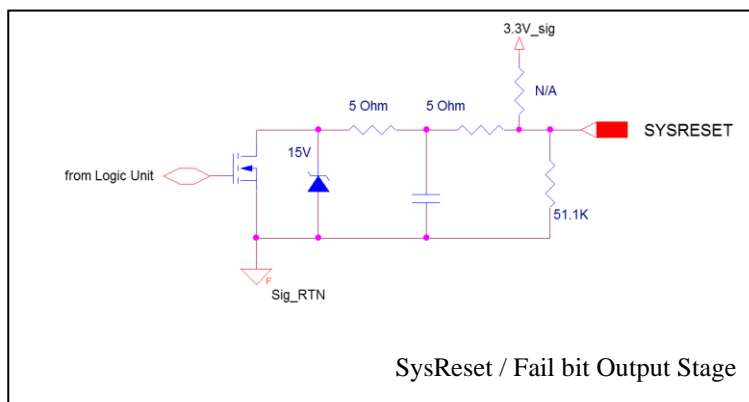 3.3V_sig
N/A
5 Ohm
5 Ohm
SYSRESET
15V
from Logic Unit
51.1K
F
Sig_RTN
SysReset / Fail bit Output Stage